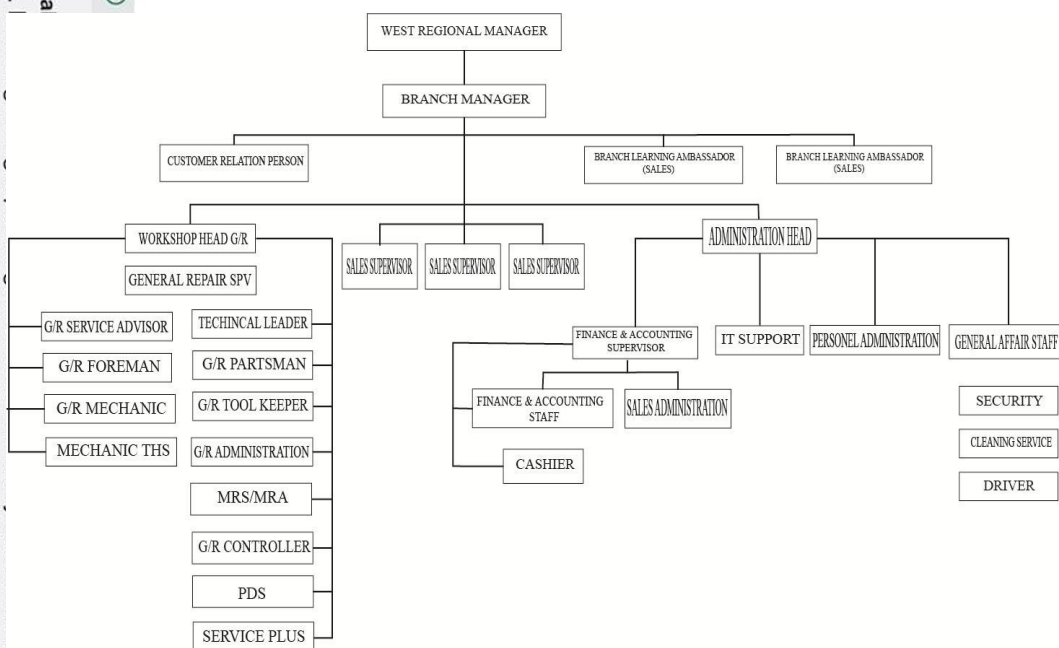 WEST REGIONAL MANAGER
BRANCH MANAGER
CUSTOMER RELATION PERSON
BRANCH LEARNING AMBASSADOR
(SALES)
BRANCH LEARNING AMBASSADOR
(SALES)
WORKSHOP HEAD G/R
GENERAL REPAIR SPV
SALES SUPERVISOR
SALES SUPERVISOR
SALES SUPERVISOR
ADMINISTRATION HEAD
G/R SERVICE ADVISOR
G/R FOREMAN
G/R MECHANIC
MECHANIC THS
TECHINCAL LEADER
G/R PARTSMAN
G/R TOOL KEEPER
G/R ADMINISTRATION
MRS/MRA
G/R CONTROLLER
PDS
SERVICE PLUS
FINANCE & ACCOUNTING
SUPERVISOR
IT SUPPORT
PERSONEL ADMINISTRATION
GENERAL AFFAIR STAFF
FINANCE & ACCOUNTING
STAFF
SALES ADMINISTRATION
CASHIER
SECURITY
CLEANING SERVICE
DRIVER